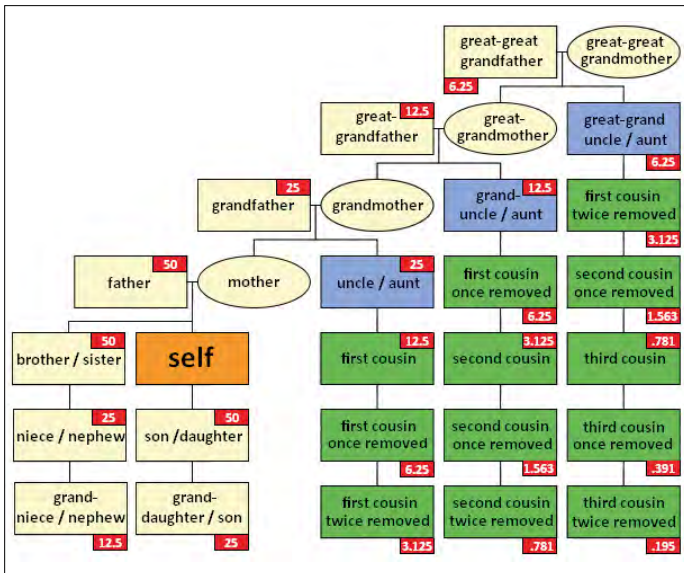 great-great
grandfather
great-great
grandmother
6.25
great-
grandfather
12.5
great-
grandmother
great-grand
uncle / aunt
6.25
grandfather
25
grandmother
grand-
uncle / aunt
12.5
first cousin
twice removed
3.125
father
50
mother
uncle / aunt
25
first cousin
once removed
6.25
second cousin
once removed
1.563
brother / sister
50
self
first cousin
12.5
second cousin
3.125
third cousin
.781
niece / nephew
25
son /daughter
50
first cousin
once removed
6.25
second cousin
once removed
1.563
third cousin
once removed
.391
grand-
niece / nephew
12.5
grand-
daughter / son
25
first cousin
twice removed
3.125
second cousin
twice removed
.781
third cousin
twice removed
.195